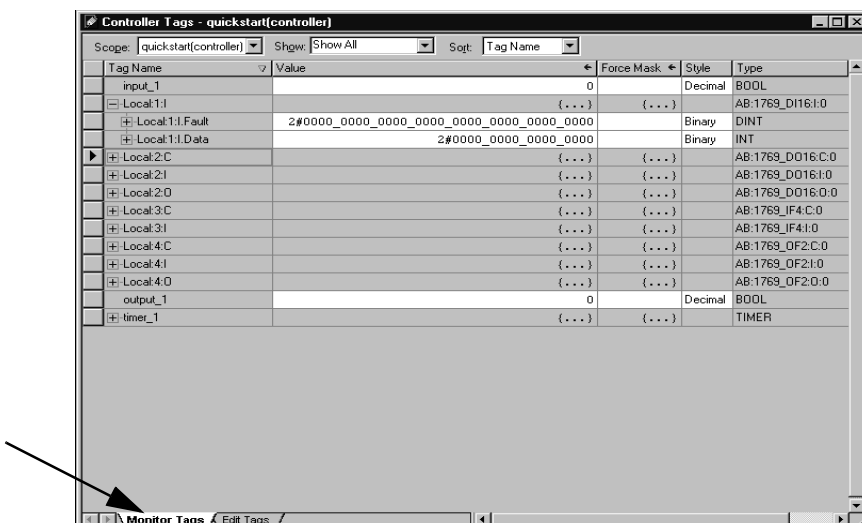 Controller Tags - quickstart(controller)
Scope: quickstart(controller) Show: Show All Sort: Tag Name
Tag Name Value Force Mask Style Type
input_1 0 Decimal BOOL
Local:1:I {...} {...} AB:1769_DI16:I:0
Local:1:I.Fault 2#0000_0000_0000_0000_0000_0000_0000_0000 Binary DINT
Local:1:I.Data 2#0000_0000_0000_0000 Binary INT
Local:2:C {...} {...} AB:1769_DO16:C:0
Local:2:I {...} {...} AB:1769_DO16:I:0
Local:2:O {...} {...} AB:1769_DO16:O:0
Local:3:C {...} {...} AB:1769_IF4:C:0
Local:3:I {...} {...} AB:1769_IF4:I:0
Local:4:C {...} {...} AB:1769_OF2:C:0
Local:4:I {...} {...} AB:1769_OF2:I:0
Local:4:O {...} {...} AB:1769_OF2:O:0
output_1 0 Decimal BOOL
timer_1 {...} {...} TIMER
Monitor Tags Edit Tags